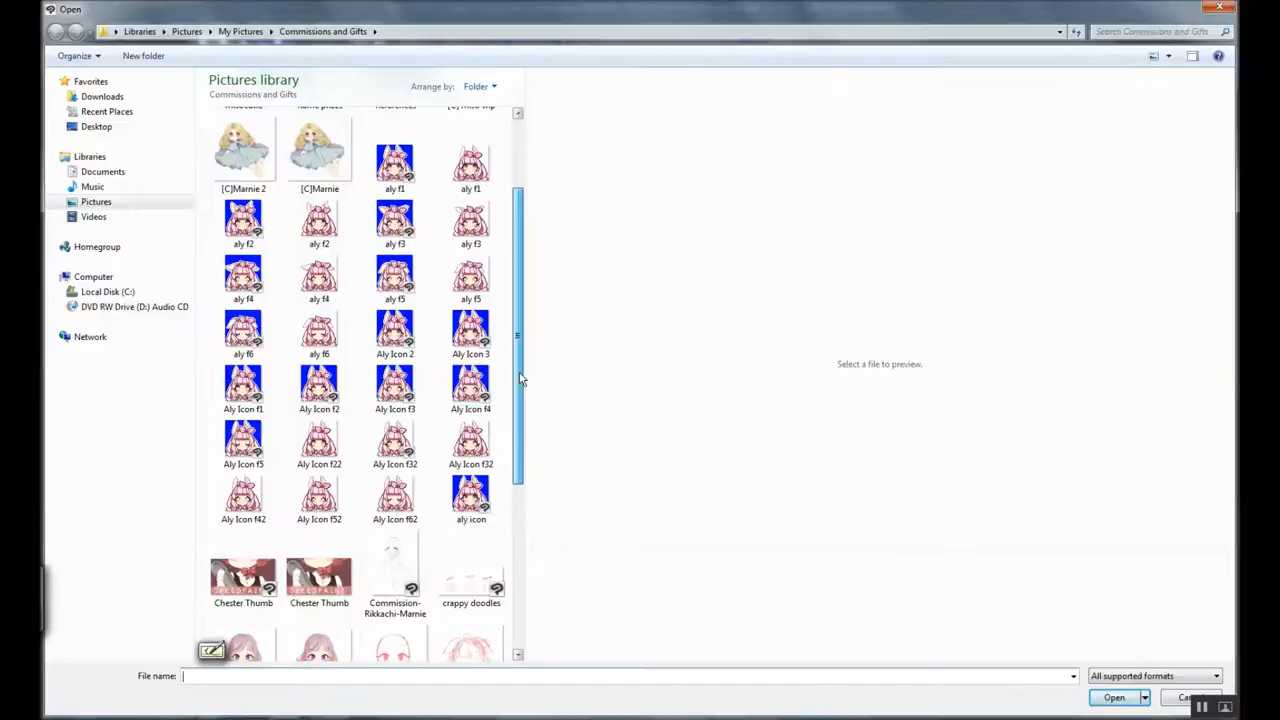 Open
Libraries ▸ Pictures ▸ My Pictures ▸ Commissions and Gifts ▸
Search Commissions and Gifts
Organize
New folder
Favorites
Downloads
Recent Places
Desktop
Libraries
Documents
Music
Pictures
Videos
Homegroup
Computer
Local Disk (C:)
DVD RW Drive (D:) Audio CD
Network
Pictures library
Commissions and Gifts
Arrange by: Folder
[C]Marnie 2 [C]Marnie aly f1 aly f1
aly f2 aly f2 aly f3 aly f3
aly f4 aly f4 aly f5 aly f5
aly f6 aly f6 Aly Icon 2 Aly Icon 3
Aly Icon f1 Aly Icon f2 Aly Icon f3 Aly Icon f4
Aly Icon f5 Aly Icon f22 Aly Icon f32 Aly Icon f32
Aly Icon f42 Aly Icon f52 Aly Icon f62 aly icon
SPEEDPAINT SPEEDPAINT
Chester Thumb Chester Thumb Commission- crappy doodles
Rikkachi-Marnie
Select a file to preview.
File name:
All supported formats
Open